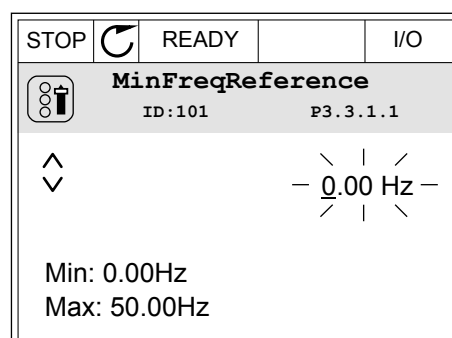 STOP READY I/O
MinFreqReference
ID:101 P3.3.1.1
0.00 Hz
Min: 0.00Hz
Max: 50.00Hz